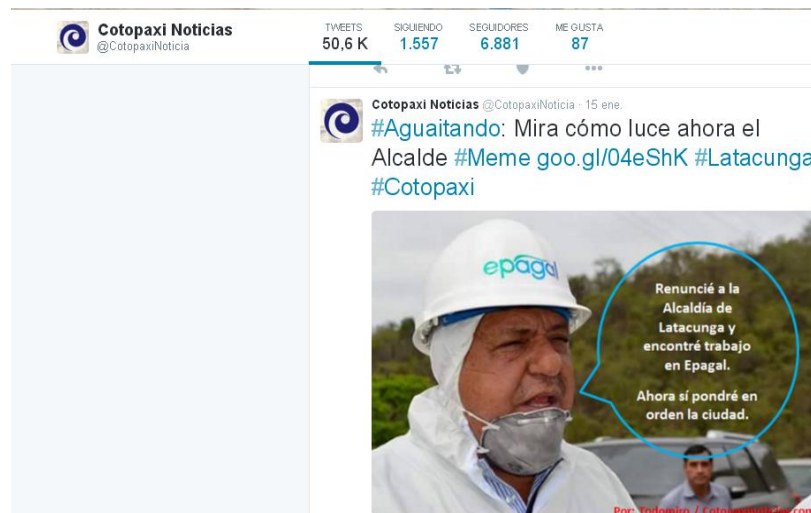 Cotopaxi Noticias
@CotopaxiNoticia
TWEETS SIGUIENDO SEGUIDORES ME GUSTA
50,6 K 1.557 6.881 87
Cotopaxi Noticias @CotopaxiNoticia · 15 ene.
#Aguaitando: Mira cómo luce ahora el
Alcalde #Meme goo.gl/04eShK #Latacunga
#Cotopaxi
epagal
Renuncié a la
Alcaldía de
Latacunga y
encontré trabajo
en Epagal.
Ahora sí pondré en
orden la ciudad.
Por: Todomiro / Cotopaxinoticias.com